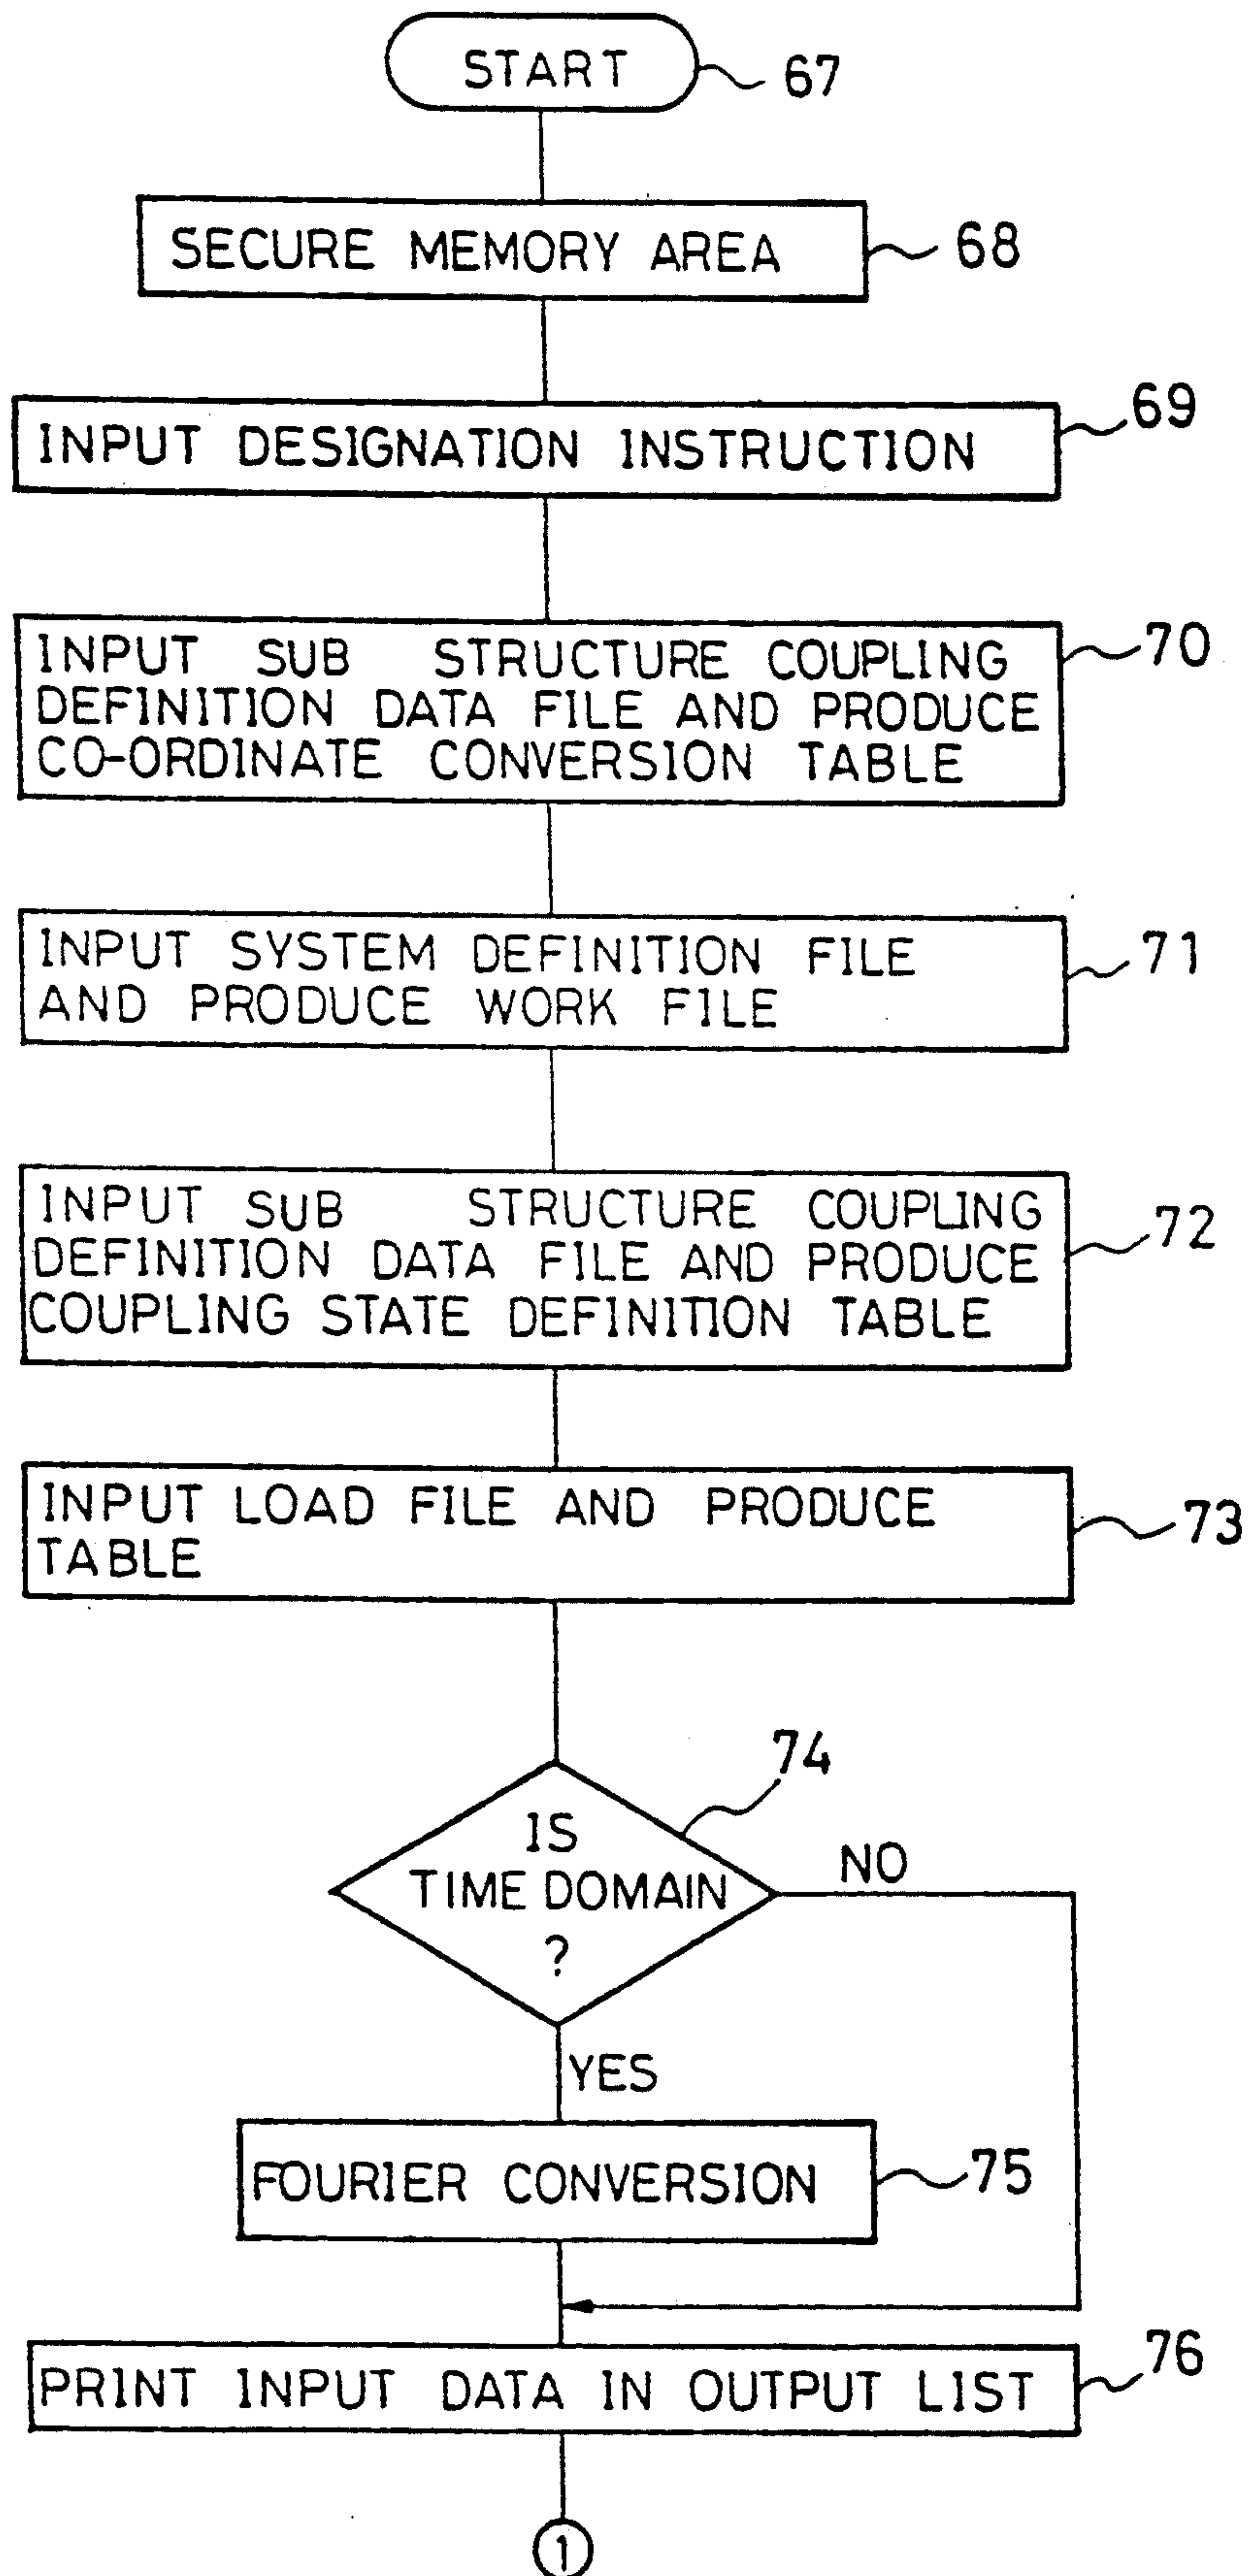 START
67
SECURE MEMORY AREA
68
INPUT DESIGNATION INSTRUCTION
69
INPUT SUB STRUCTURE COUPLING
DEFINITION DATA FILE AND PRODUCE
CO-ORDINATE CONVERSION TABLE
70
INPUT SYSTEM DEFINITION FILE
AND PRODUCE WORK FILE
71
INPUT SUB STRUCTURE COUPLING
DEFINITION DATA FILE AND PRODUCE
COUPLING STATE DEFINITION TABLE
72
INPUT LOAD FILE AND PRODUCE
TABLE
73
74
IS
TIME DOMAIN
?
NO
YES
FOURIER CONVERSION
75
PRINT INPUT DATA IN OUTPUT LIST
76
1